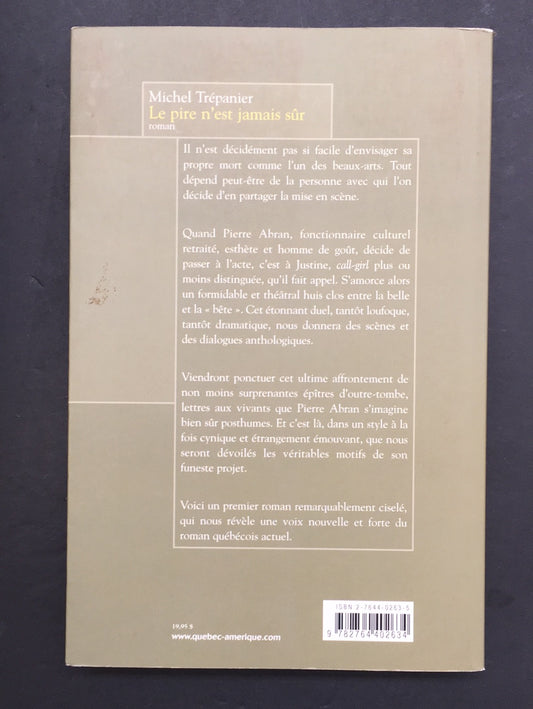 Michel Trépanier
Le pire n'est jamais sûr
roman
Il n'est décidément pas si facile d'envisager sa
propre mort comme l'un des beaux-arts. Tout
dépend peut-être de la personne avec qui l'on
décide d'en partager la mise en scène.
Quand Pierre Abran, fonctionnaire culturel
retraité, esthète et homme de goût, décide de
passer à l'acte, c'est à Justine, call-girl plus ou
moins distinguée, qu'il fait appel. S'amorce alors
un formidable et théâtral huis clos entre la belle
et la « bête ». Cet étonnant duel, tantôt loufoque,
tantôt dramatique, nous donnera des scènes et
des dialogues anthologiques.
Viendront ponctuer cet ultime affrontement de
non moins surprenantes épîtres d'outre-tombe,
lettres aux vivants que Pierre Abran s'imagine
bien sûr posthumes. Et c'est là, dans un style à la
fois cynique et étrangement émouvant, que nous
seront dévoilés les véritables motifs de son
funeste projet.
Voici un premier roman remarquablement ciselé,
qui nous révèle une voix nouvelle et forte du
roman québécois actuel.
19,95 $
www.quebec-amerique.com
ISBN 2-7644-0263-5
9 782764 402634